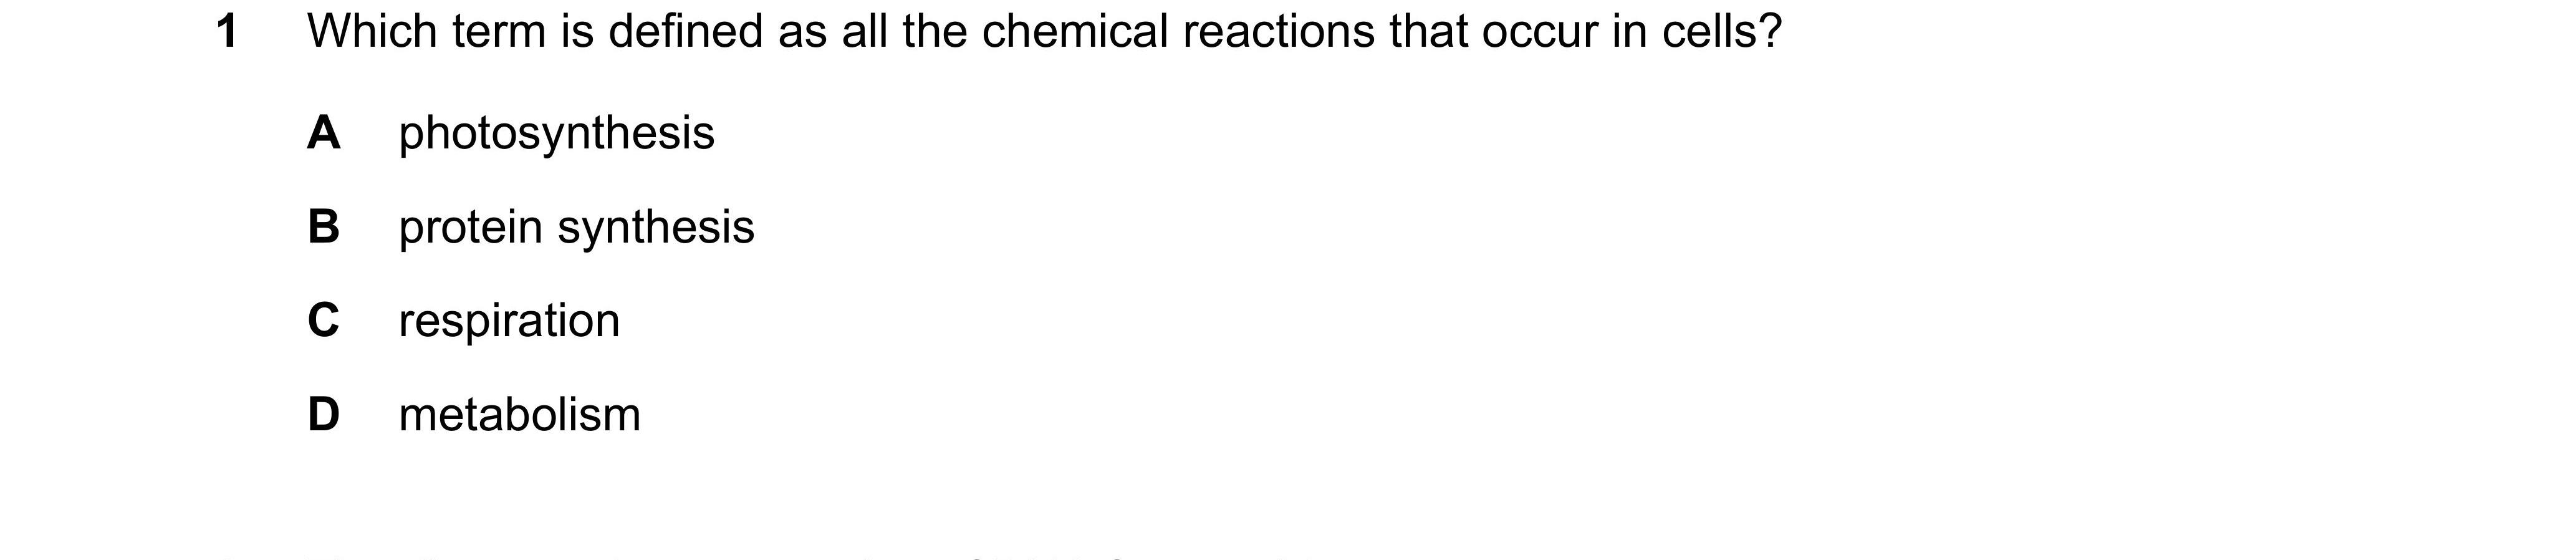 1 Which term is defined as all the chemical reactions that occur in cells?
A photosynthesis
B protein synthesis
C respiration
D metabolism